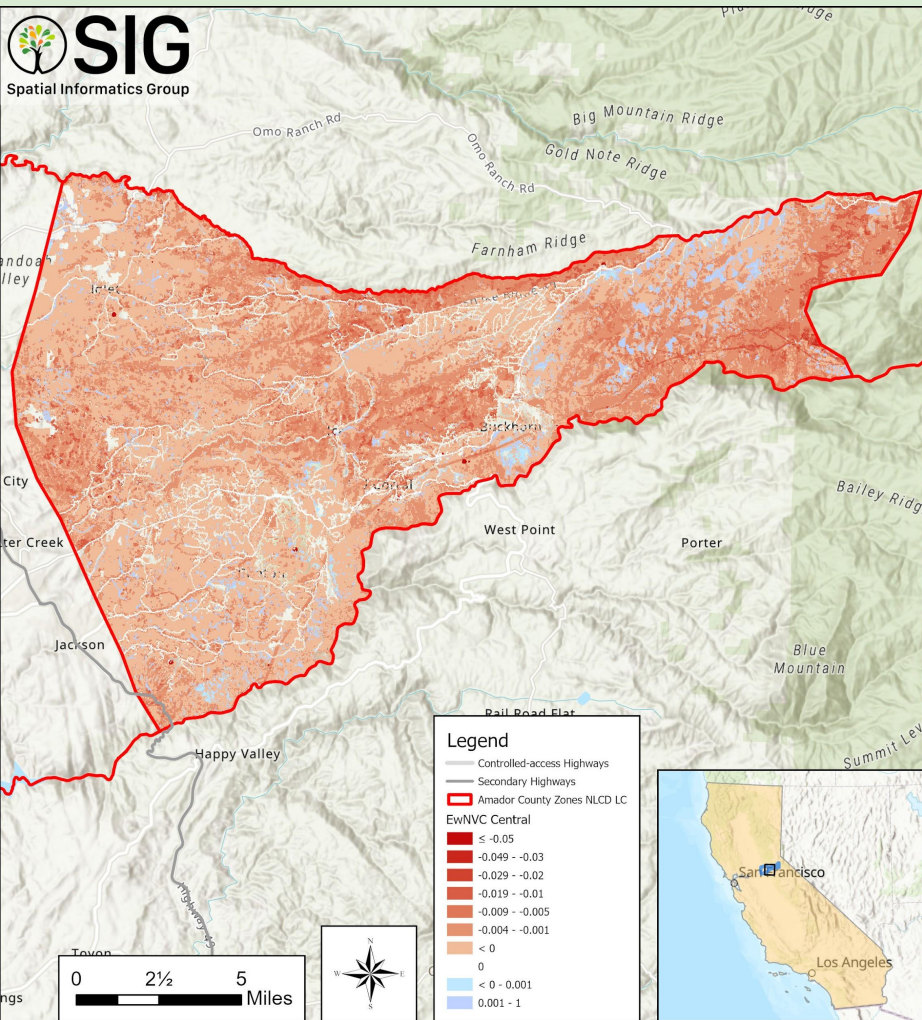 SIG
Spatial Informatics Group
Omo Ranch Rd
Big Mountain Ridge
Gold Note Ridge
Omo Ranch Rd
Farnham Ridge
Buckhorn
City
West Point
Porter
Bailey Ridg
ter Creek
Jackson
Blue
Mountain
Rail Road Flat
Happy Valley
Summit Lev
Highway 49
Legend
Controlled-access Highways
Secondary Highways
Amador County Zones NLCD LC
EwNVC Central
≤ -0.05
-0.049 - -0.03
-0.029 - -0.02
-0.019 - -0.01
-0.009 - -0.005
-0.004 - -0.001
< 0
0
< 0 - 0.001
0.001 - 1
San Francisco
Los Angeles
N
W
E
S
0 2½ 5
Miles
ngs